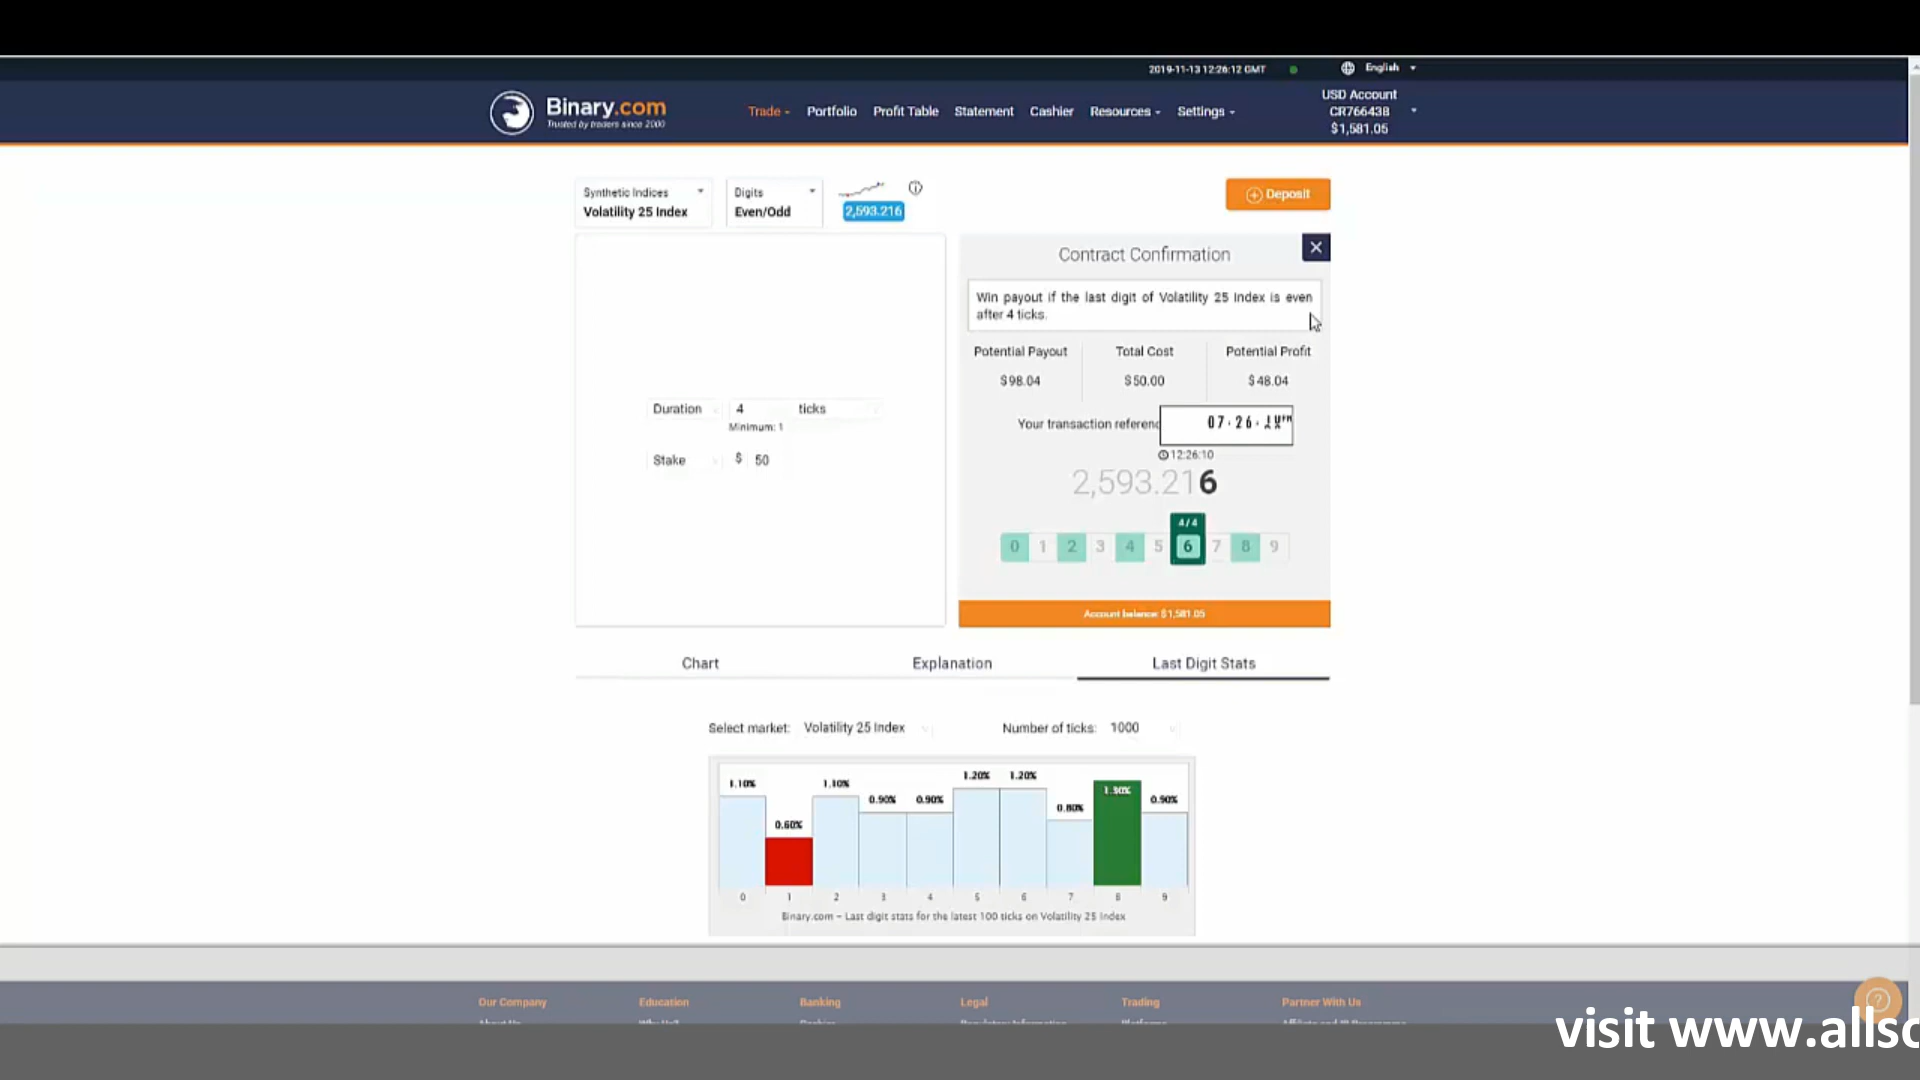 2019-11-13 12:26:12 GMT
English
Binary.com
Trusted by traders since 2000
Trade
Portfolio
Profit Table
Statement
Cashier
Resources
Settings
USD Account
CR766438
$1,581.05
Synthetic Indices
Volatility 25 Index
Digits
Even/Odd
2,593.216
Deposit
Contract Confirmation
Win payout if the last digit of Volatility 25 Index is even
after 4 ticks.
Potential Payout
Total Cost
Potential Profit
$98.04
$50.00
$48.04
Duration
4
ticks
Minimum: 1
Stake
$ 50
Your transaction referenc
12:26:10
2,593.216
4/4
0 1 2 3 4 5 6 7 8 9
Account balance: $1,581.05
Chart
Explanation
Last Digit Stats
Select market:
Volatility 25 Index
Number of ticks:
1000
1.10%
0.60%
1.10%
0.90%
0.90%
1.20%
1.20%
0.80%
1.30%
0.90%
0 1 2 3 4 5 6 7 8 9
Binary.com - Last digit stats for the latest 100 ticks on Volatility 25 Index
Our Company
Education
Banking
Legal
Trading
Partner With Us
visit www.allsc